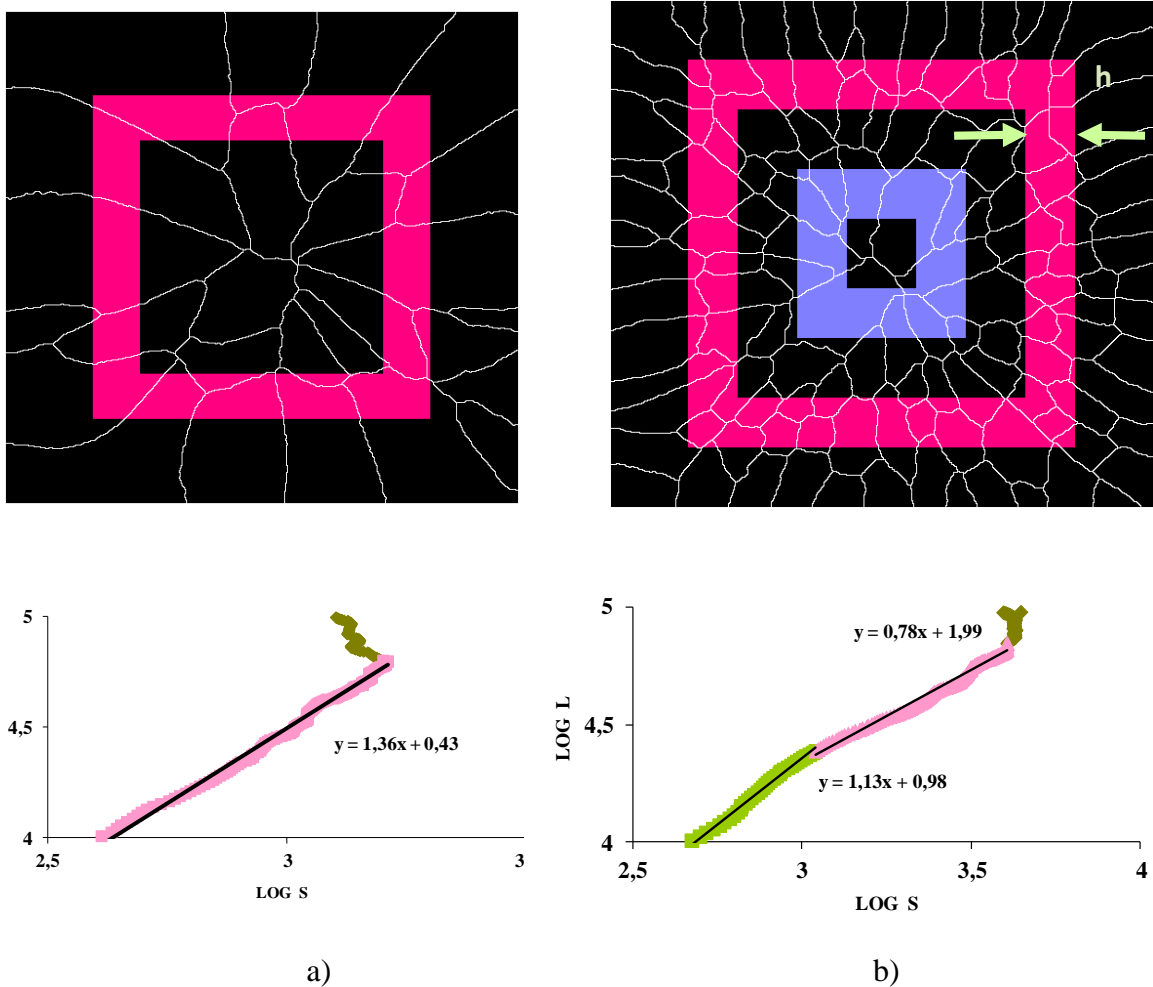 h
5
4,5
4
y = 1,36x + 0,43
2,5
3
3
LOG S
a)
5
4,5
4
LOG L
y = 0,78x + 1,99
y = 1,13x + 0,98
2,5
3
3,5
4
LOG S
b)